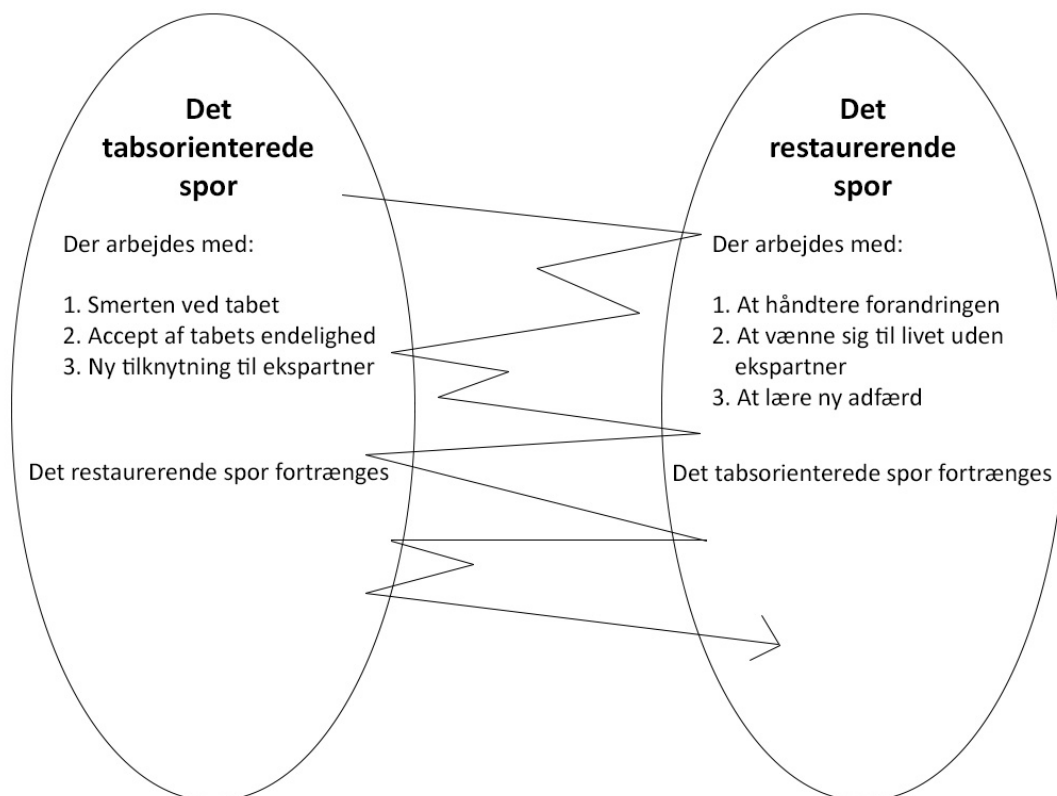 Det
tabsorienterede
spor
Der arbejdes med:
1. Smerten ved tabet
2. Accept af tabets endelighed
3. Ny tilknytning til ekspartner
Det restaurerende spor fortrænges
Det
restaurerende
spor
Der arbejdes med:
1. At håndtere forandringen
2. At vænne sig til livet uden
ekspartner
3. At lære ny adfærd
Det tabsorienterede spor fortrænges